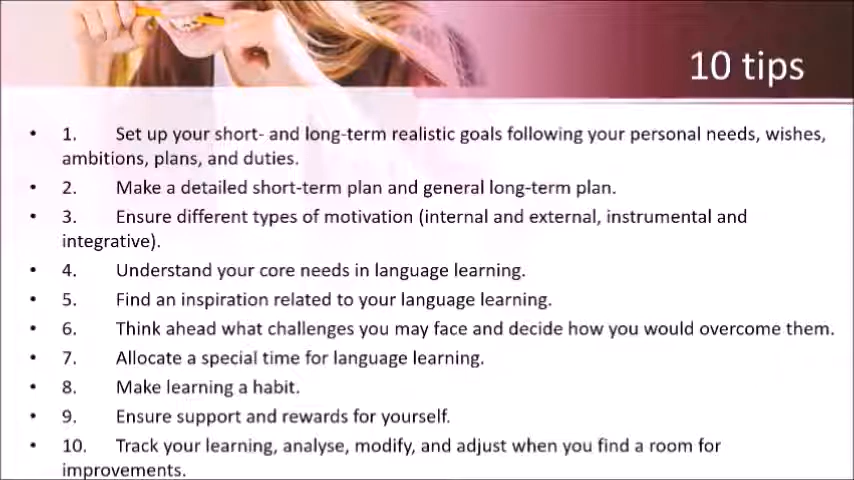 10 tips
• 1. Set up your short- and long-term realistic goals following your personal needs, wishes,
ambitions, plans, and duties.
• 2. Make a detailed short-term plan and general long-term plan.
• 3. Ensure different types of motivation (internal and external, instrumental and
integrative).
• 4. Understand your core needs in language learning.
• 5. Find an inspiration related to your language learning.
• 6. Think ahead what challenges you may face and decide how you would overcome them.
• 7. Allocate a special time for language learning.
• 8. Make learning a habit.
• 9. Ensure support and rewards for yourself.
• 10. Track your learning, analyse, modify, and adjust when you find a room for
improvements.